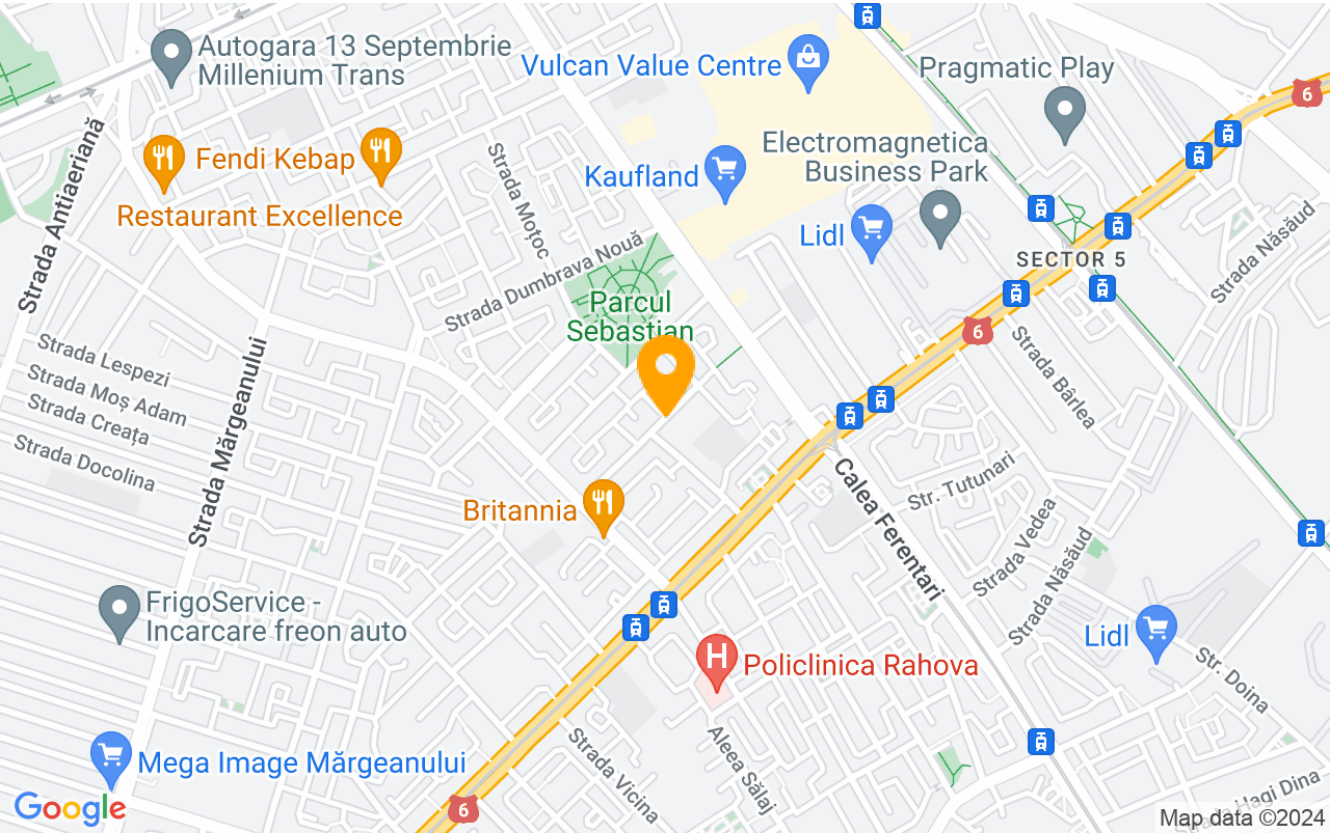 Autogara 13 Septembrie
Millenium Trans
Vulcan Value Centre
Pragmatic Play
6
Strada Antiaeriană
Fendi Kebap
Restaurant Excellence
Strada Moțoc
Kaufland
Electromagnetica
Business Park
Lidl
SECTOR 5
Strada Năsăud
Strada Dumbrava Nouă
Parcul
Sebastian
6
Strada Bârlea
Strada Lespezi
Strada Moș Adam
Strada Creața
Strada Docolina
Strada Mărgeanului
Britannia
Calea Ferentari
Str. Tutunari
Strada Vedea
Strada Năsăud
FrigoService -
Incarcare freon auto
H
Policlinica Rahova
Lidl
Str. Doina
Mega Image Mărgeanului
Strada Vicina
Aleea Sălaj
Strada Hagi Dina
6
Google
Map data ©2024